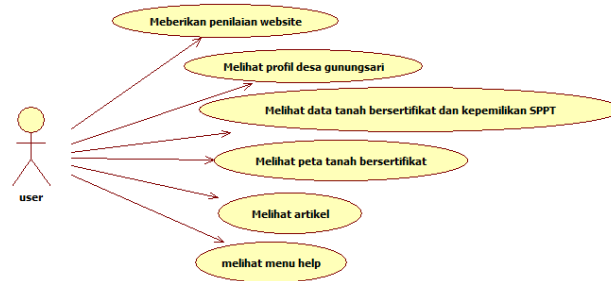 Meberikan penilaian website
Melihat profil desa gunungsari
Melihat data tanah bersertifikat dan kepemilikan SPPT
Melihat peta tanah bersertifikat
user
Melihat artikel
melihat menu help